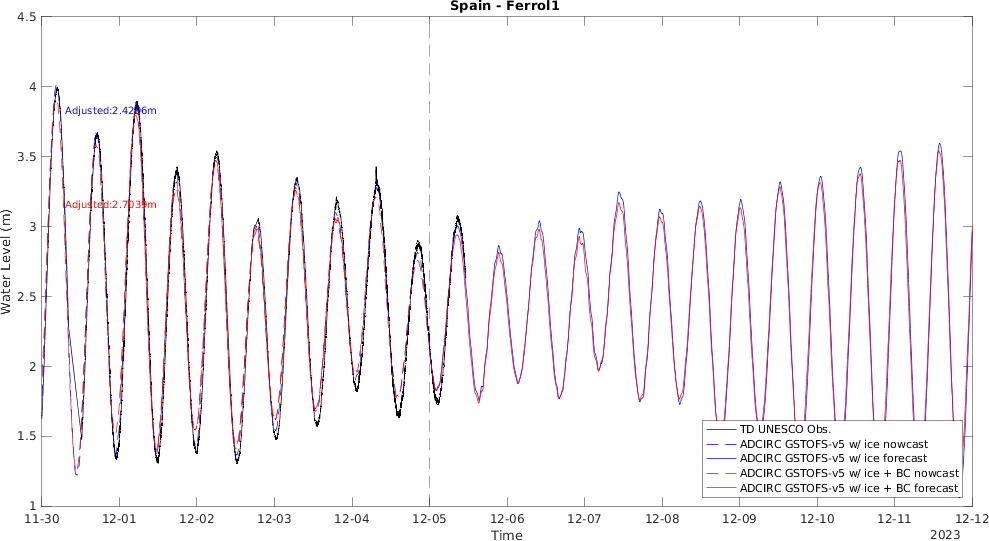 Spain - Ferrol1
4.5
4
3.5
3
2.5
2
1.5
1
Water Level (m)
Adjusted:2.4296m
Adjusted:2.7039m
TD UNESCO Obs.
ADCIRC GSTOFS-v5 w/ ice nowcast
ADCIRC GSTOFS-v5 w/ ice forecast
ADCIRC GSTOFS-v5 w/ ice + BC nowcast
ADCIRC GSTOFS-v5 w/ ice + BC forecast
11-30 12-01 12-02 12-03 12-04 12-05 12-06 12-07 12-08 12-09 12-10 12-11 12-12
Time
2023